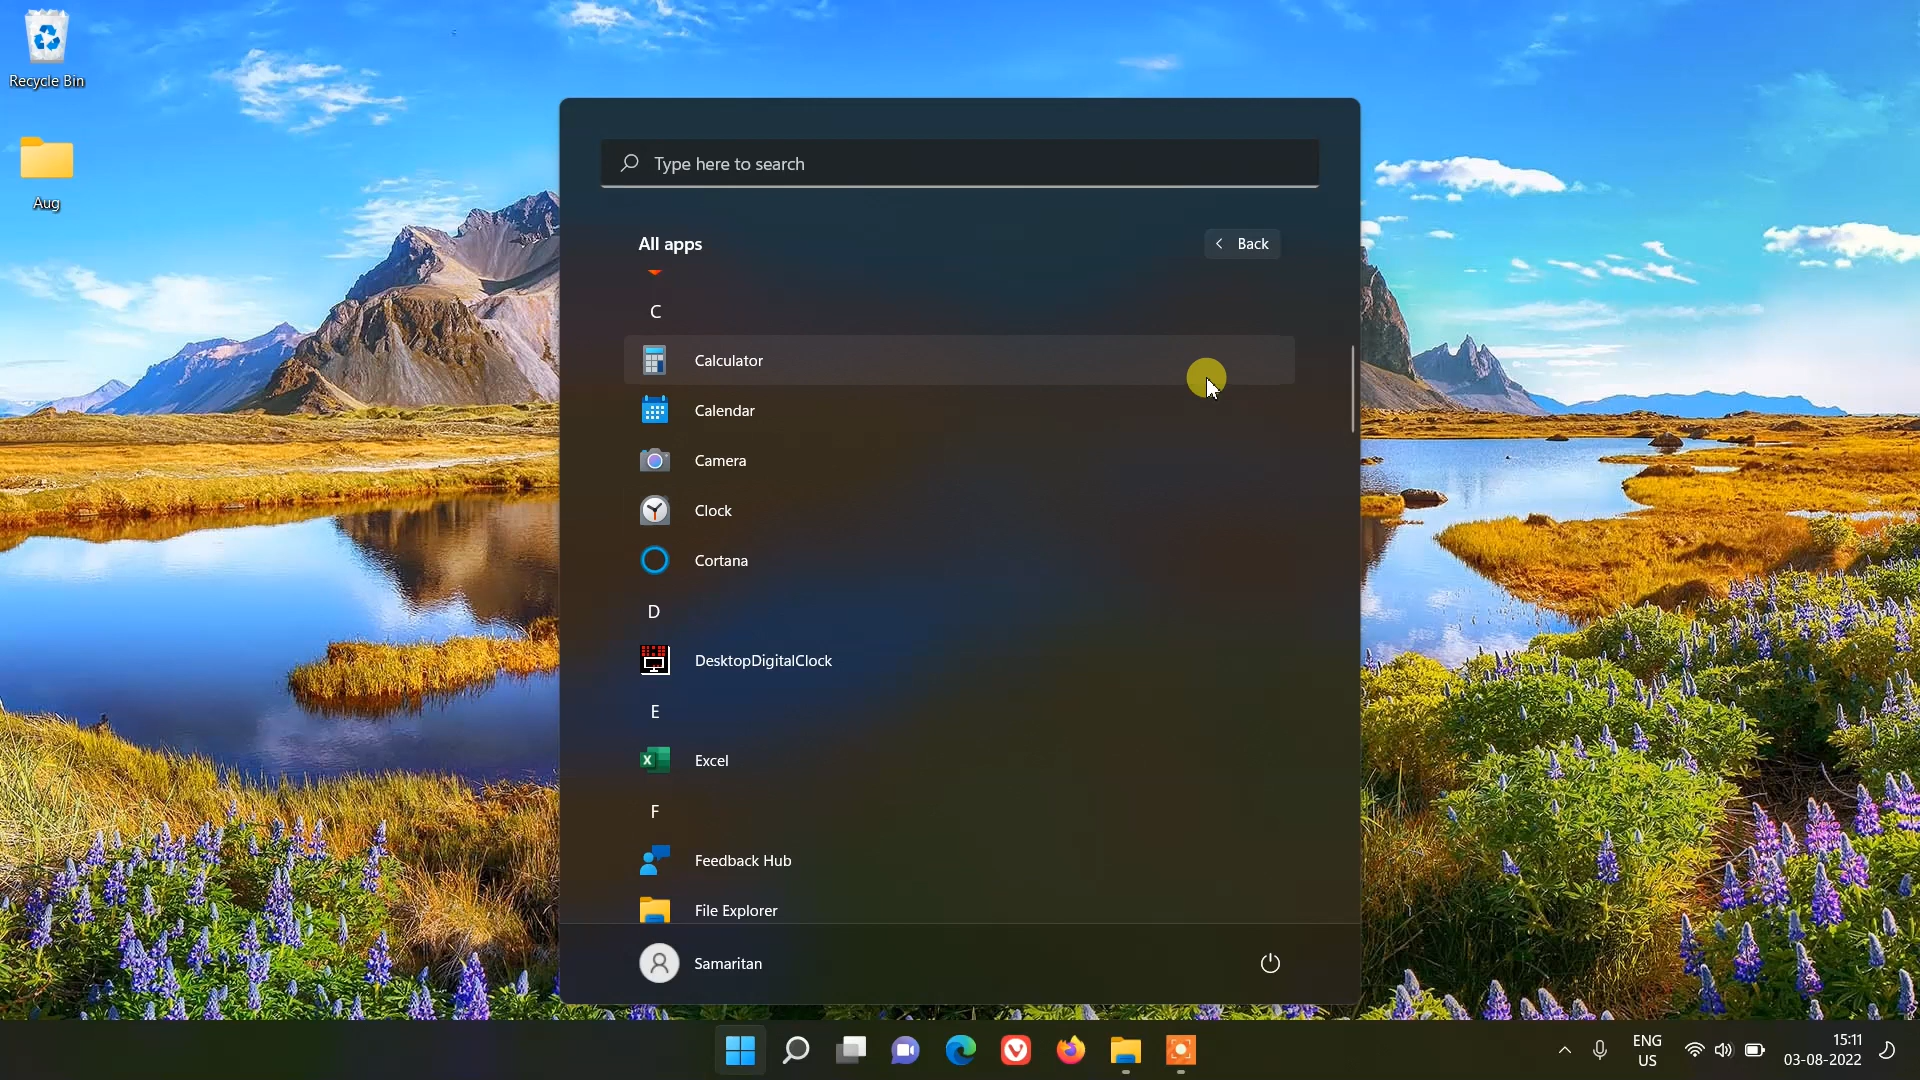 Recycle Bin
Aug
Type here to search
All apps
Back
C
Calculator
Calendar
Camera
Clock
Cortana
D
DesktopDigitalClock
E
Excel
F
Feedback Hub
File Explorer
Samaritan
ENG
US
15:11
03-08-2022